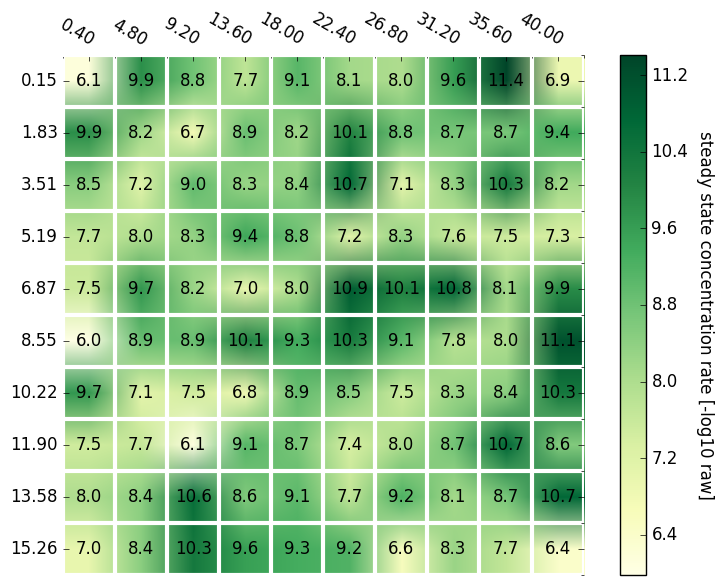 0.40 4.80 9.20 13.60 18.00 22.40 26.80 31.20 35.60 40.00
0.15 6.1 9.9 8.8 7.7 9.1 8.1 8.0 9.6 11.4 6.9
1.83 9.9 8.2 6.7 8.9 8.2 10.1 8.8 8.7 8.7 9.4
3.51 8.5 7.2 9.0 8.3 8.4 10.7 7.1 8.3 10.3 8.2
5.19 7.7 8.0 8.3 9.4 8.8 7.2 8.3 7.6 7.5 7.3
6.87 7.5 9.7 8.2 7.0 8.0 10.9 10.1 10.8 8.1 9.9
8.55 6.0 8.9 8.9 10.1 9.3 10.3 9.1 7.8 8.0 11.1
10.22 9.7 7.1 7.5 6.8 8.9 8.5 7.5 8.3 8.4 10.3
11.90 7.5 7.7 6.1 9.1 8.7 7.4 8.0 8.7 10.7 8.6
13.58 8.0 8.4 10.6 8.6 9.1 7.7 9.2 8.1 8.7 10.7
15.26 7.0 8.4 10.3 9.6 9.3 9.2 6.6 8.3 7.7 6.4
11.2
10.4
9.6
8.8
8.0
7.2
6.4
steady state concentration rate [-log10 raw]